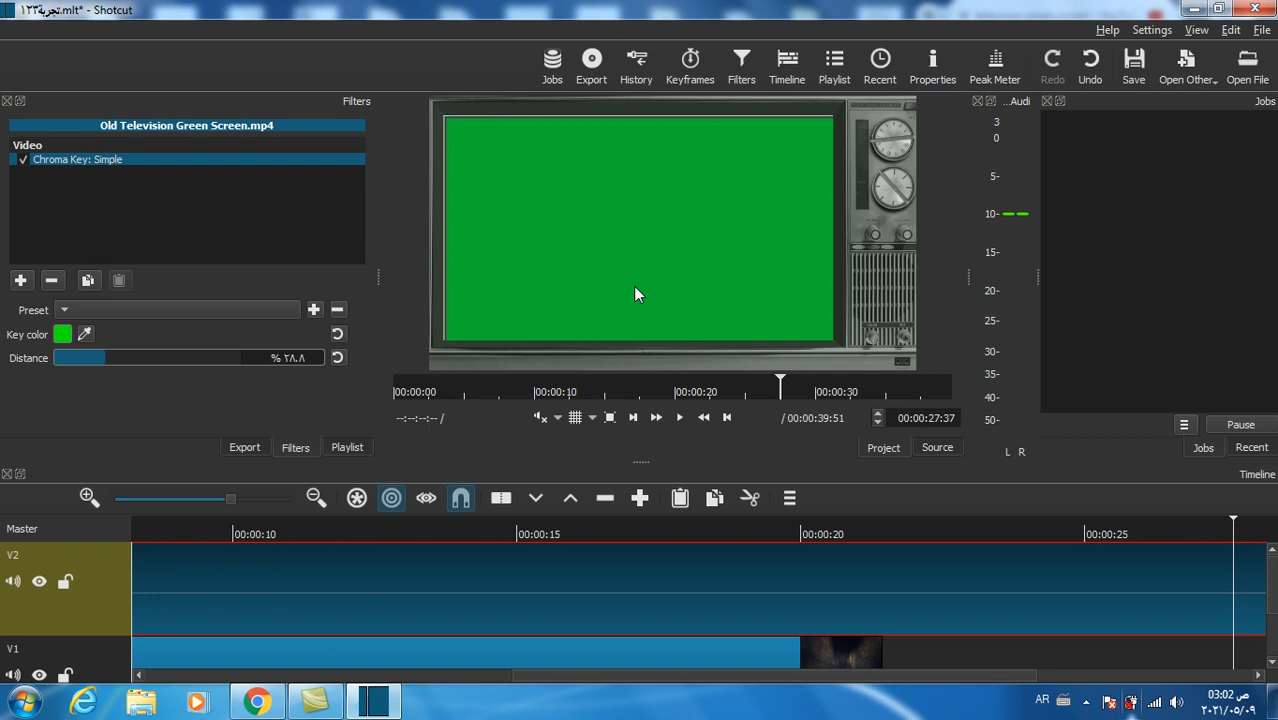 تجربة١٢٣.mlt* - Shotcut
Help Settings View Edit File
Jobs Export History Keyframes Filters Timeline Playlist Recent Properties Peak Meter Redo Undo Save Open Other... Open File
Filters
...Audi
Jobs
Old Television Green Screen.mp4
Video
Chroma Key: Simple
3
0
5-
10-
15-
20-
25-
30-
35-
40-
50-
L R
Preset
Key color
Distance
% ٢٨.٨
00:00:00 00:00:10 00:00:20 00:00:30
--:--:--:-- / / 00:00:39:51 00:00:27:37
Pause
Export Filters Playlist
Project Source
Jobs Recent
Timeline
Master
00:00:10 00:00:15 00:00:20 00:00:25
V2
V1
AR
03:02 ص
٢٠٢١/٠٥/٠٩